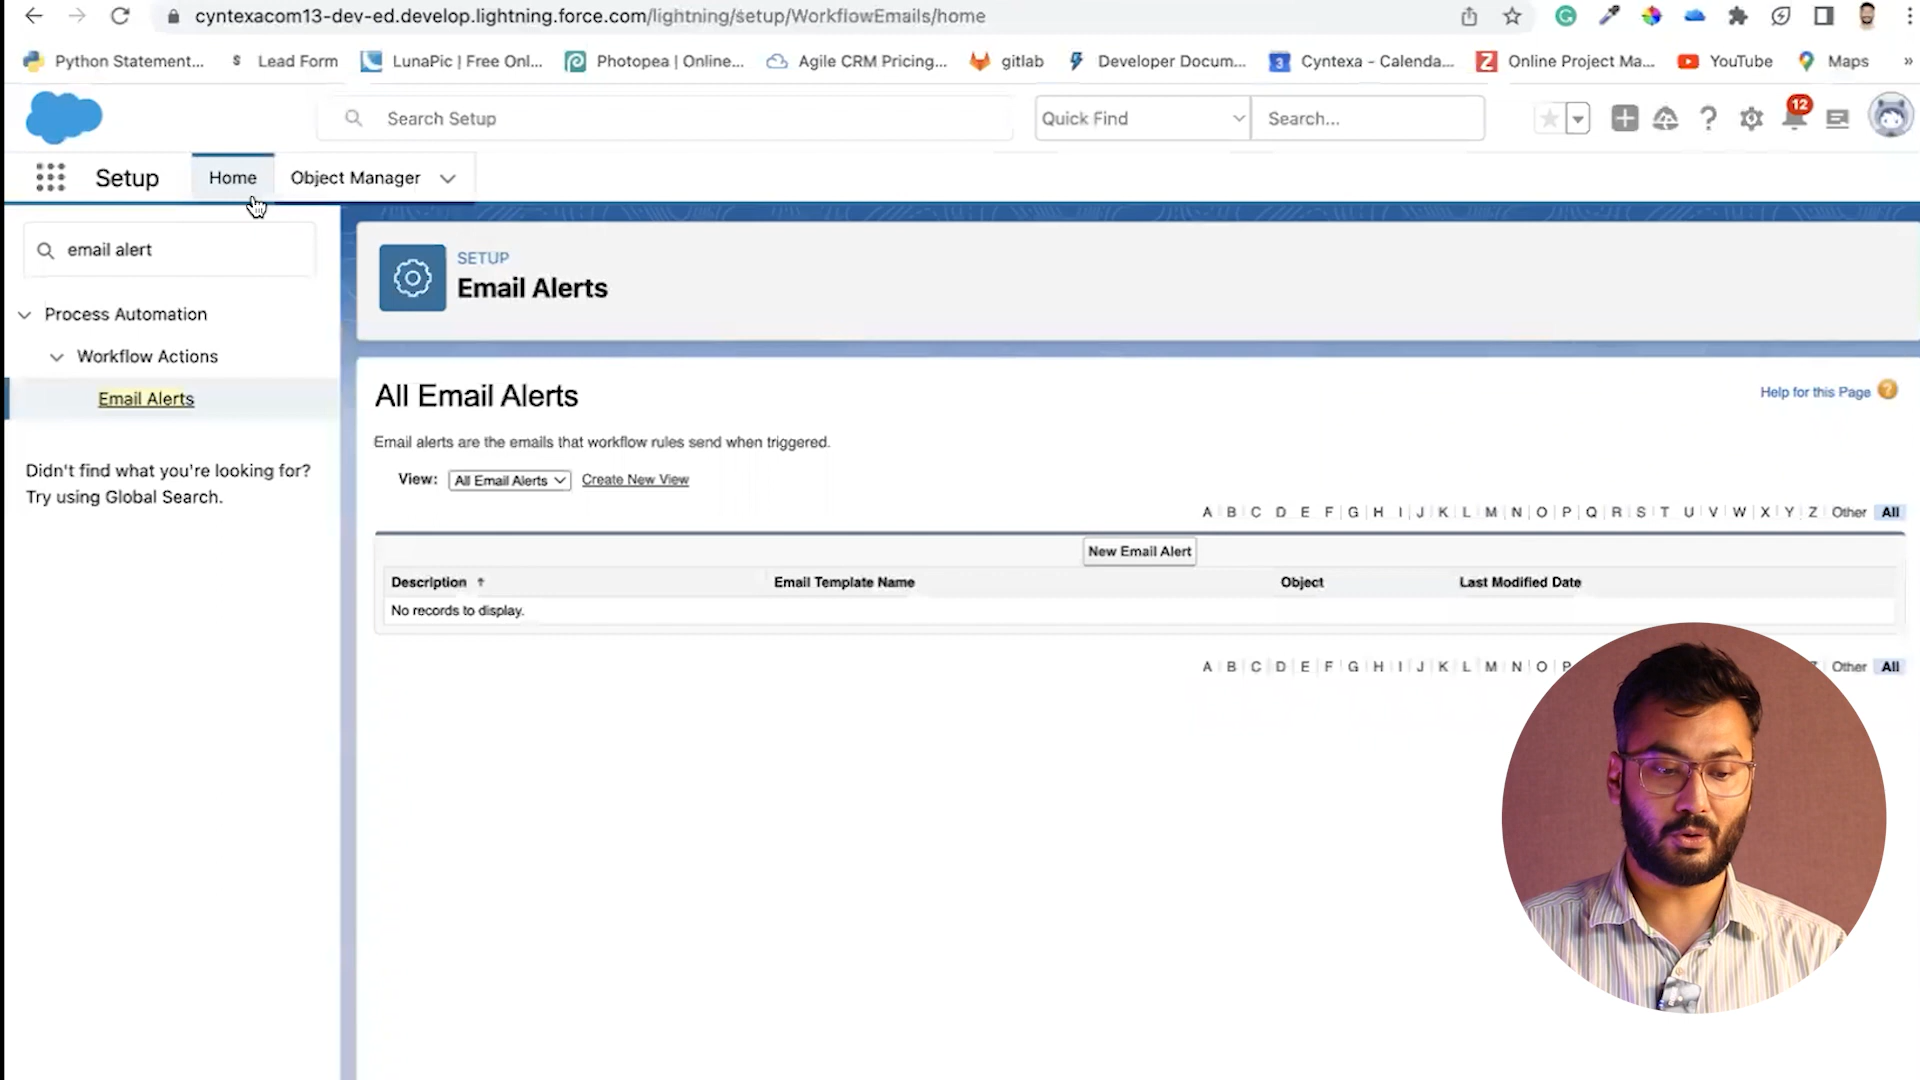 cyntexacom13-dev-ed.develop.lightning.force.com/lightning/setup/WorkflowEmails/home
Python Statement... S Lead Form LunaPic | Free Onl... Photopea | Online... Agile CRM Pricing... gitlab Developer Docum... 3 Cyntexa - Calenda... Z Online Project Ma... YouTube Maps »
Search Setup Quick Find Search... 12
Setup Home Object Manager
email alert
Process Automation
Workflow Actions
Email Alerts
Didn't find what you're looking for?
Try using Global Search.
SETUP
Email Alerts
All Email Alerts
Help for this Page ?
Email alerts are the emails that workflow rules send when triggered.
View: All Email Alerts Create New View
A B C D E F G H I J K L M N O P Q R S T U V W X Y Z Other All
New Email Alert
Description Email Template Name Object Last Modified Date
No records to display.
A B C D E F G H I J K L M N O P Z Other All